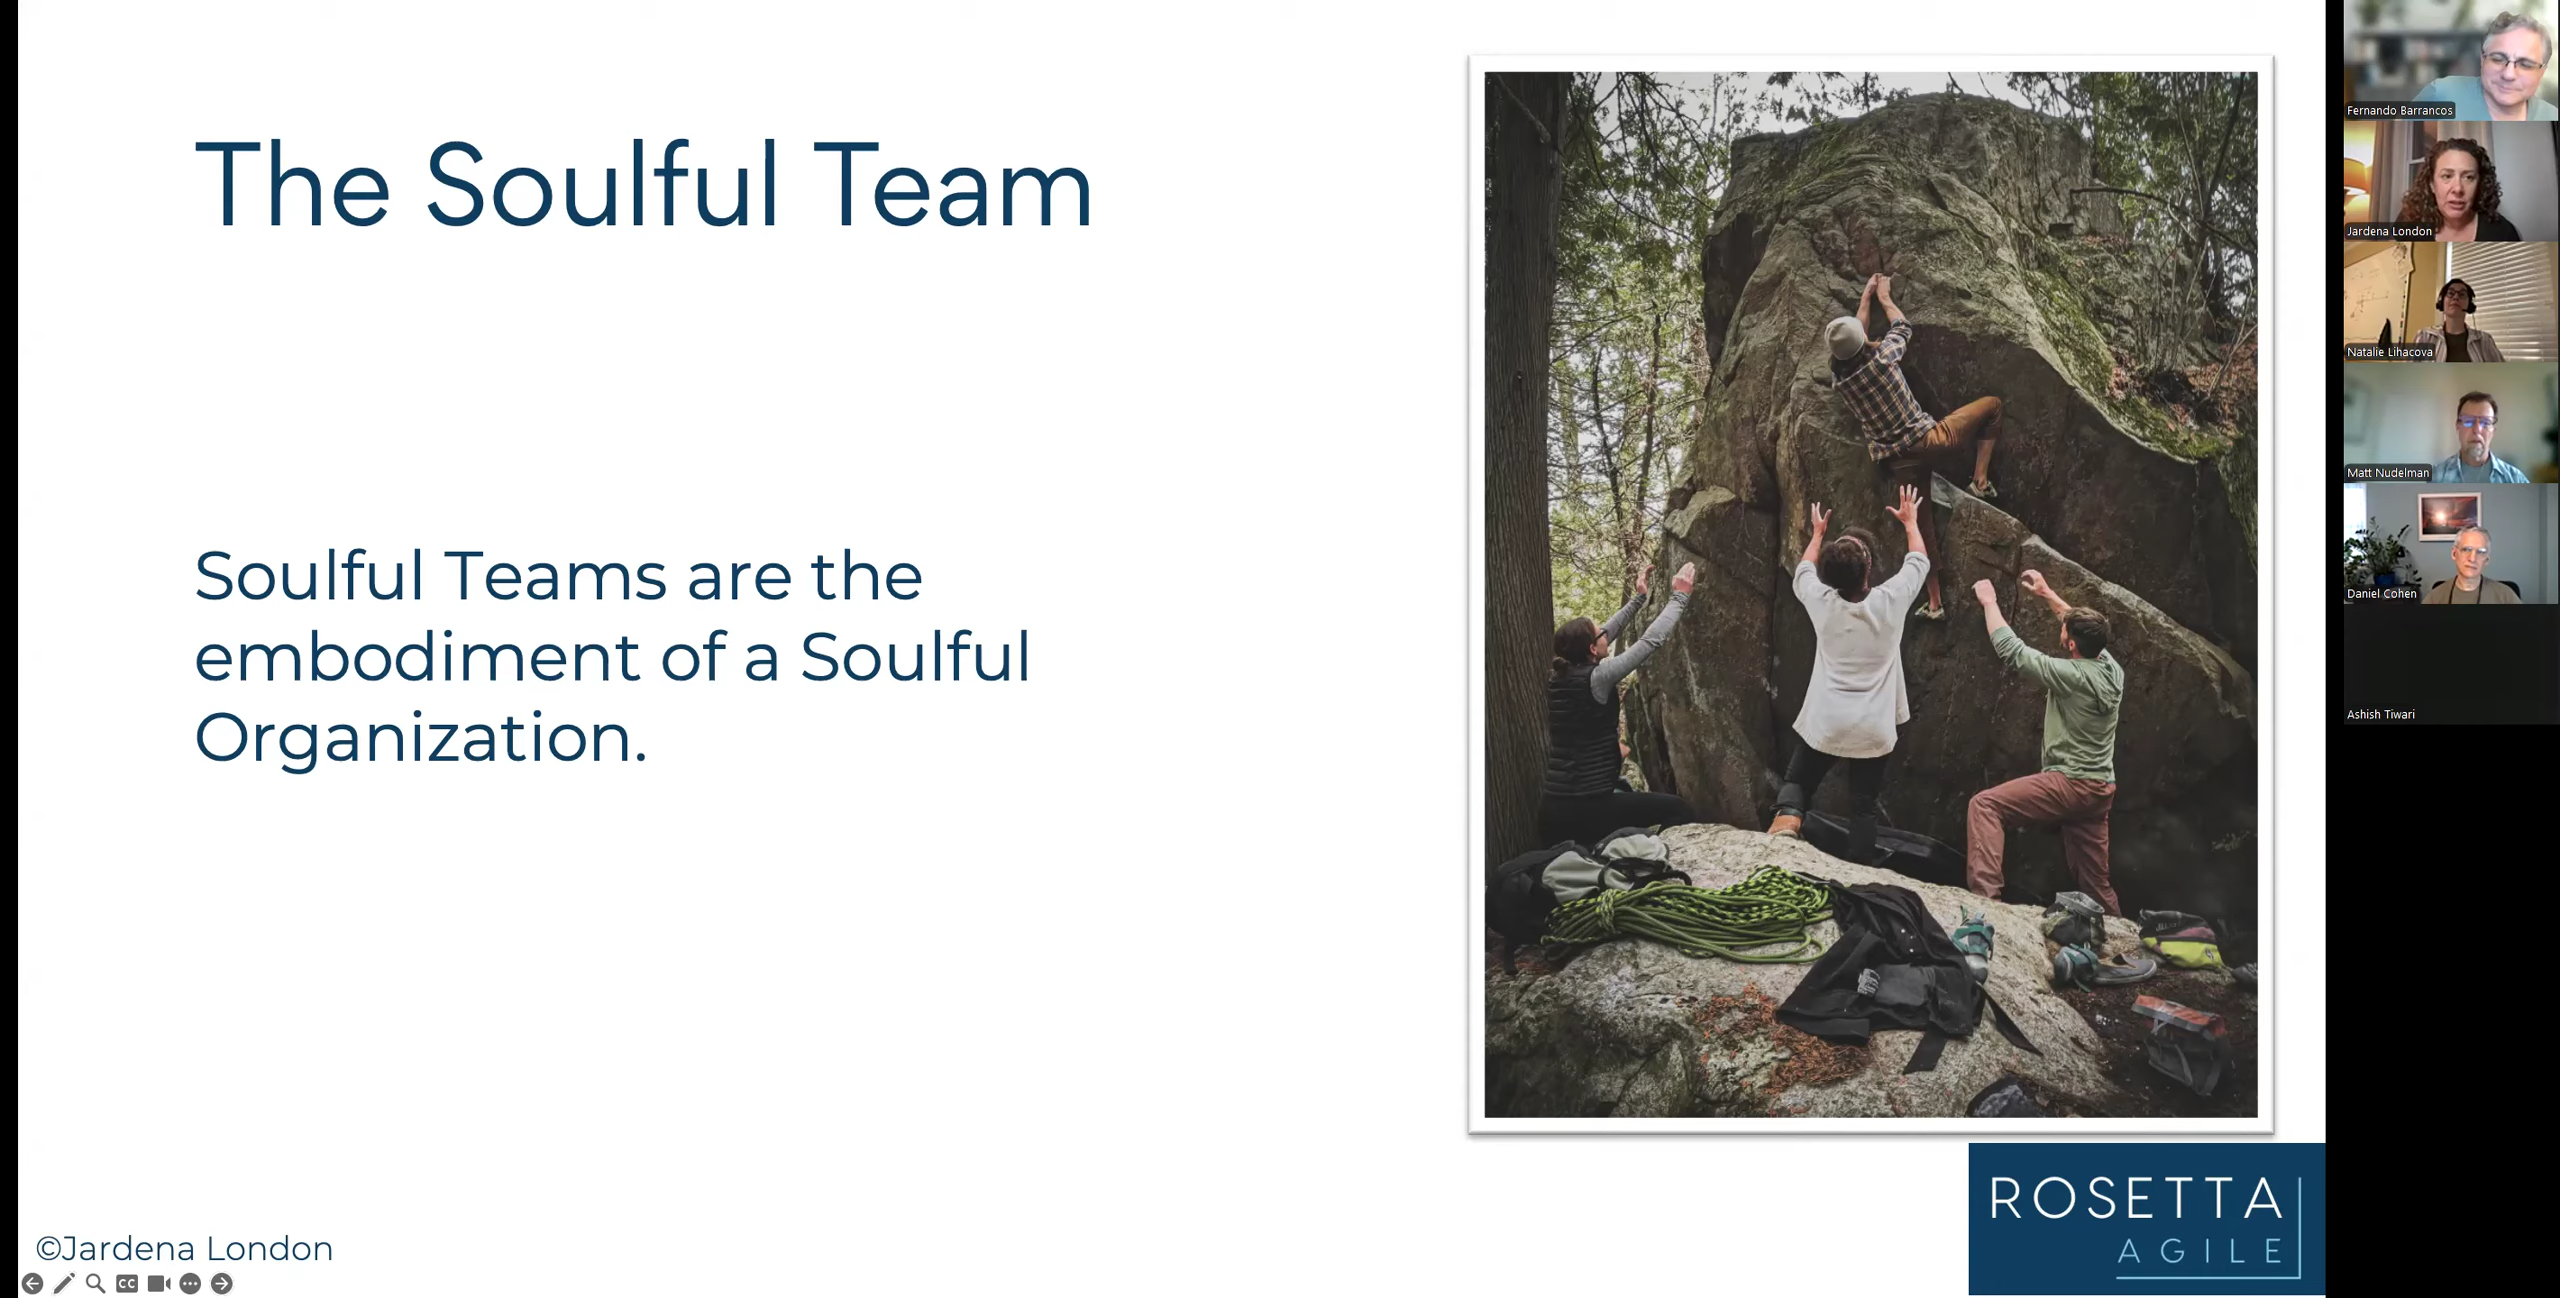 The Soulful Team
Soulful Teams are the
embodiment of a Soulful
Organization.
©Jardena London
CC
ROSETTA
AGILE
Fernando Barrancos
Jardena London
Natalie Lihacova
Matt Nudelman
Daniel Cohen
Ashish Tiwari